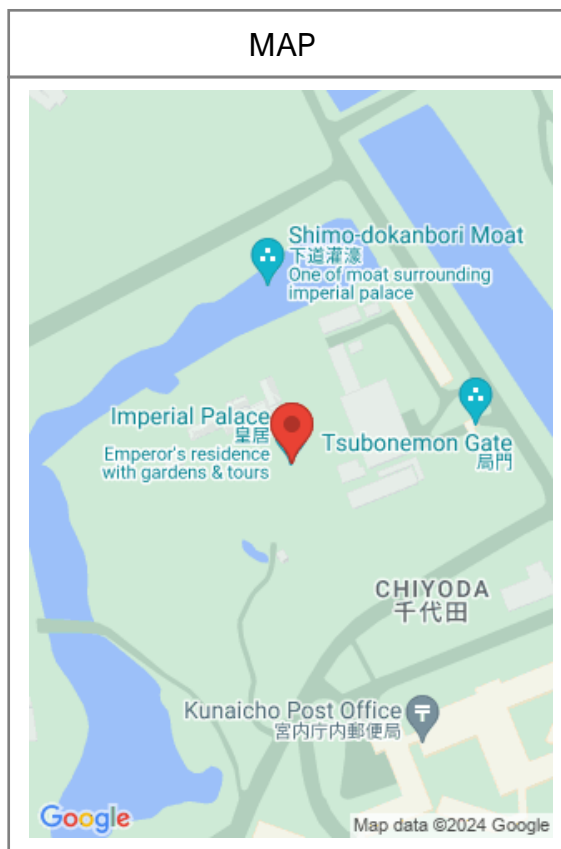 MAP
Shimo-dokanbori Moat
下道灌濠
One of moat surrounding
imperial palace
Imperial Palace
皇居
Emperor's residence
with gardens & tours
Tsubonemon Gate
局門
CHIYODA
千代田
Kunaicho Post Office
宮内庁内郵便局
〒
Google
Map data ©2024 Google